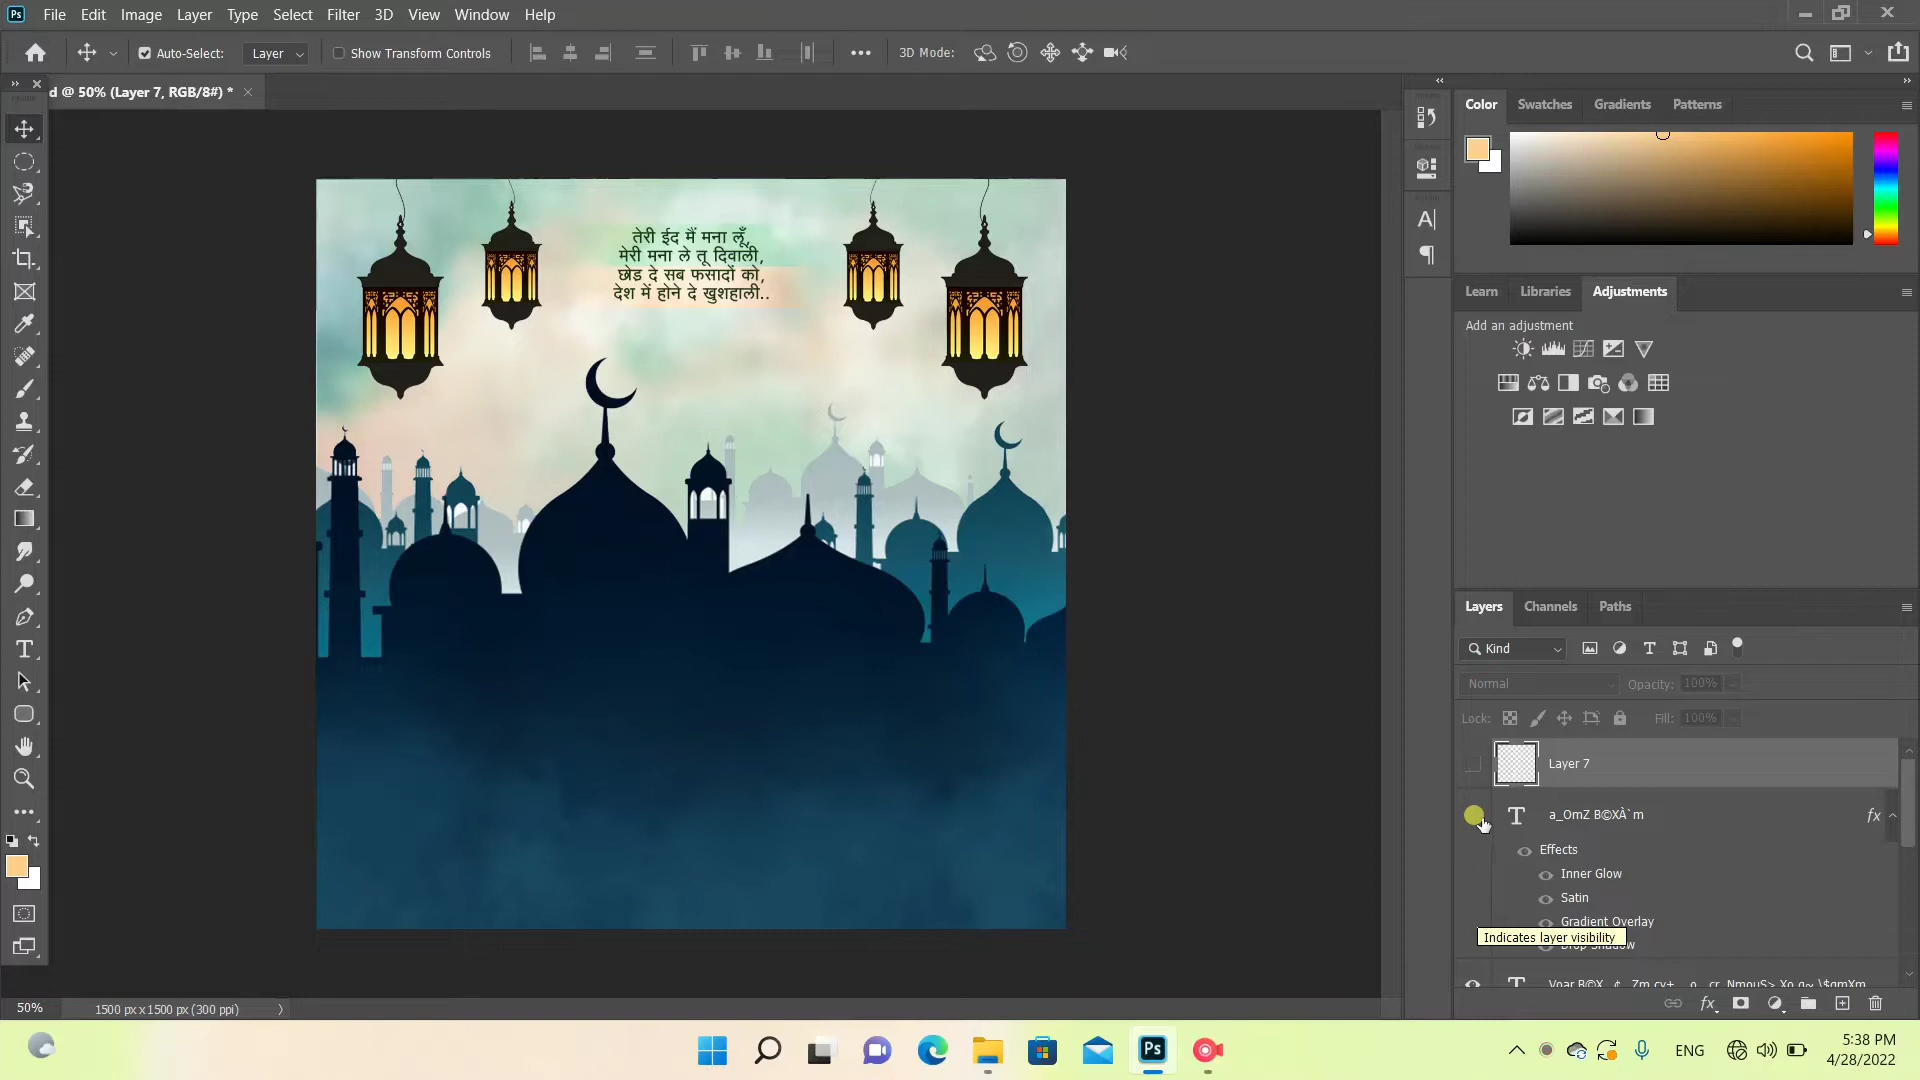 File Edit Image Layer Type Select Filter 3D View Window Help
Auto-Select: Layer Show Transform Controls 3D Mode:
d @ 50% (Layer 7, RGB/8#) *
Color Swatches Gradients Patterns
तेरी ईद मैं मना लूँ,
मेरी मना ले तू दिवाली,
छोड दे सब फसादों को,
देश में होने दे खुशहाली..
Learn Libraries Adjustments
Add an adjustment
Layers Channels Paths
Kind
Normal Opacity: 100%
Lock: Fill: 100%
Layer 7
a_OmZ B©XÀ`m fx
Effects
Inner Glow
Satin
Gradient Overlay
Indicates layer visibility
Drop Shadow
50% 1500 px x 1500 px (300 ppi)
fx
Ps
ENG
5:38 PM
4/28/2022